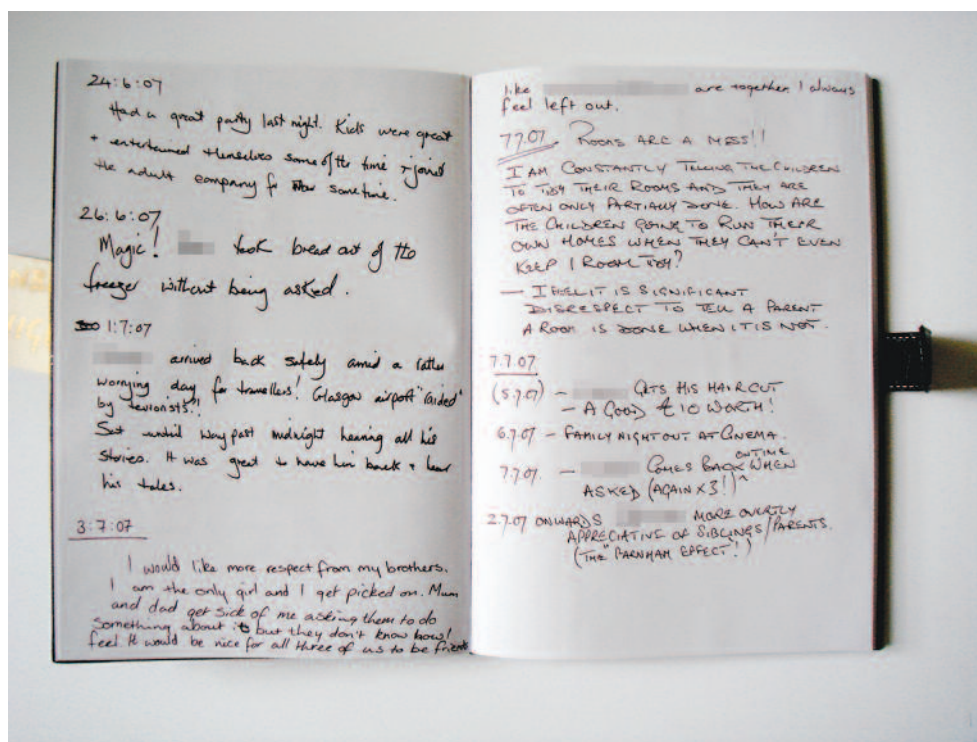 24:6:07
Had a great party last night. Kids were great
+ entertained themselves some of the time + joined
the adult company for sometime.
26:6:07
Magic! took bread out of the
freezer without being asked.
1:7:07
arrived back safely amid a rather
worrying day for travellers! Glasgow airport "raided"
by terrorists"!
Sat until way past midnight hearing all his
stories. It was great to have him back + hear
his tales.
3:7:07
I would like more respect from my brothers.
I am the only girl and I get picked on. Mum
and dad get sick of me asking them to do
something about it but they don't know how I
feel. It would be nice for all three of us to be friends
like are together I always
feel left out.
7.7.07 ROOMS ARE A MESS!!
I AM CONSTANTLY TELLING THE CHILDREN
TO TIDY THEIR ROOMS AND THEY ARE
OFTEN ONLY PARTIALLY DONE. HOW ARE
THE CHILDREN GOING TO RUN THEIR
OWN HOMES WHEN THEY CAN'T EVEN
KEEP 1 ROOM TIDY?
— I FEEL IT IS SIGNIFICANT
DISRESPECT TO TELL A PARENT
A ROOM IS DONE WHEN IT IS NOT.
7.7.07
(5.7.07) – GETS HIS HAIR CUT
– A GOOD £10 WORTH!
6.7.07 – FAMILY NIGHT OUT AT CINEMA.
ON TIME
7.7.07. – COMES BACK ^ WHEN
ASKED (AGAIN x3!)
2.7.07 ONWARDS MORE OVERTLY
APPRECIATIVE OF SIBLINGS/PARENTS.
(THE "FARNHAM EFFECT"!)